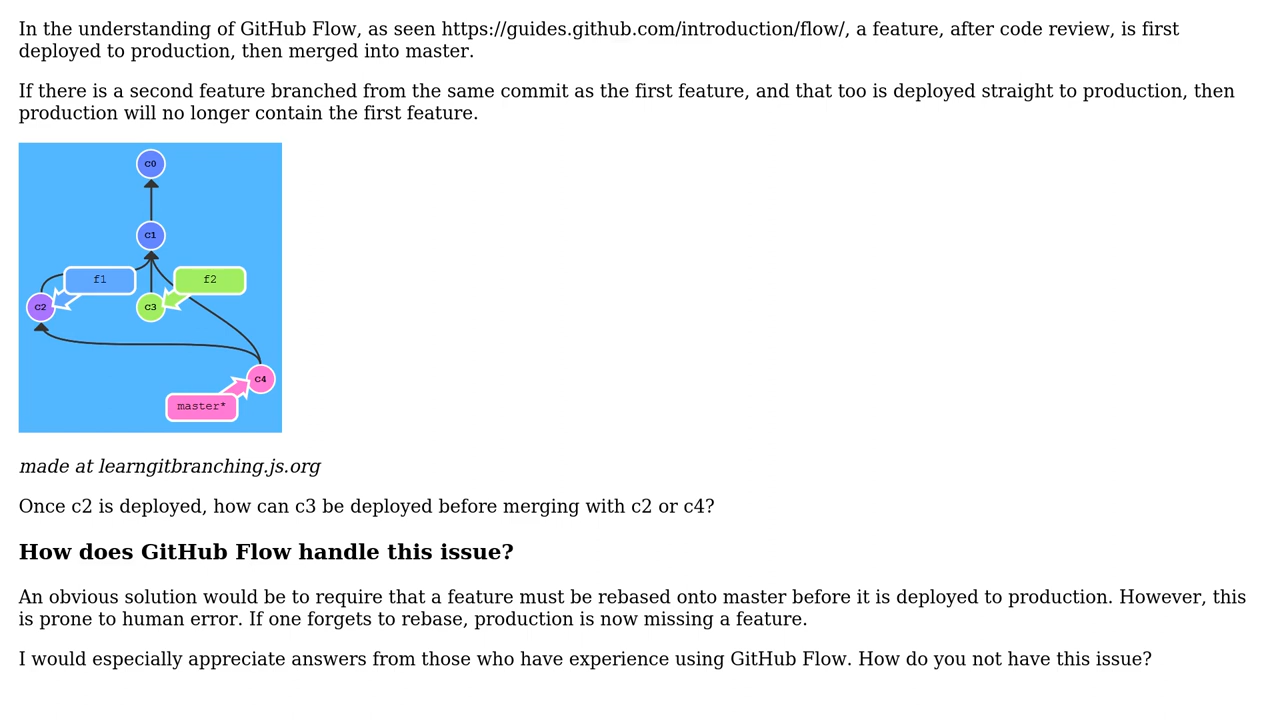 In the understanding of GitHub Flow, as seen https://guides.github.com/introduction/flow/, a feature, after code review, is first
deployed to production, then merged into master.
If there is a second feature branched from the same commit as the first feature, and that too is deployed straight to production, then
production will no longer contain the first feature.
c0
c1
f1
f2
c2
c3
c4
master*
made at learngitbranching.js.org
Once c2 is deployed, how can c3 be deployed before merging with c2 or c4?
How does GitHub Flow handle this issue?
An obvious solution would be to require that a feature must be rebased onto master before it is deployed to production. However, this
is prone to human error. If one forgets to rebase, production is now missing a feature.
I would especially appreciate answers from those who have experience using GitHub Flow. How do you not have this issue?